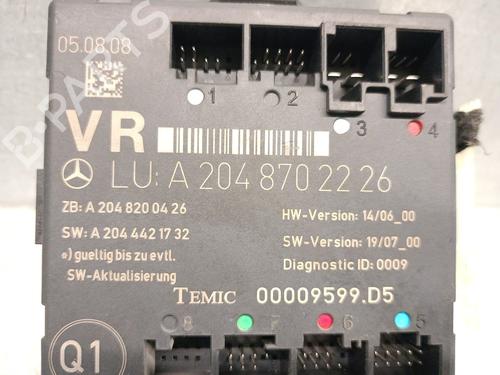 05.08.08
1 2
3 4
VR
LU: A 204 870 22 26
ZB: A 204 820 04 26
HW-Version: 14/06_00
SW: A 204 442 17 32
SW-Version: 19/07_00
*) gueltig bis zu evtl.
Diagnostic ID: 0009
SW-Aktualisierung
TEMIC 00009599.D5
8 7 6 5
Q1
B-PARTS